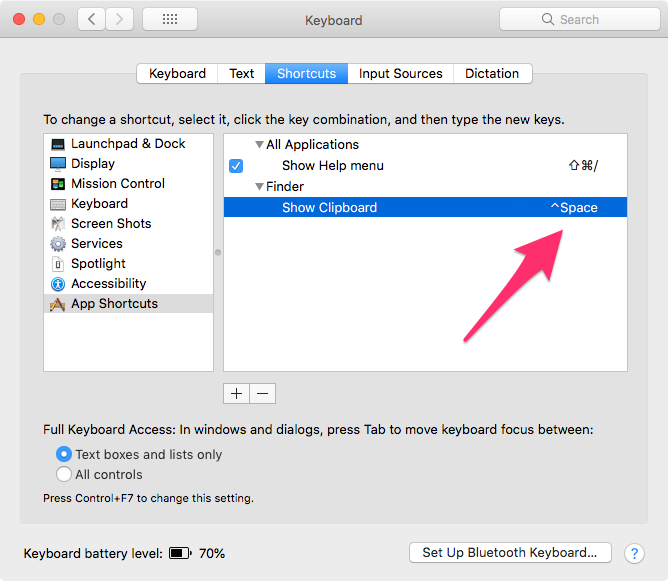 Keyboard
Search
Keyboard Text Shortcuts Input Sources Dictation
To change a shortcut, select it, click the key combination, and then type the new keys.
Launchpad & Dock
Display
Mission Control
Keyboard
Screen Shots
Services
Spotlight
Accessibility
App Shortcuts
All Applications
Show Help menu ⇧⌘/
Finder
Show Clipboard ^Space
+ −
Full Keyboard Access: In windows and dialogs, press Tab to move keyboard focus between:
Text boxes and lists only
All controls
Press Control+F7 to change this setting.
Keyboard battery level: 70%
Set Up Bluetooth Keyboard...
?